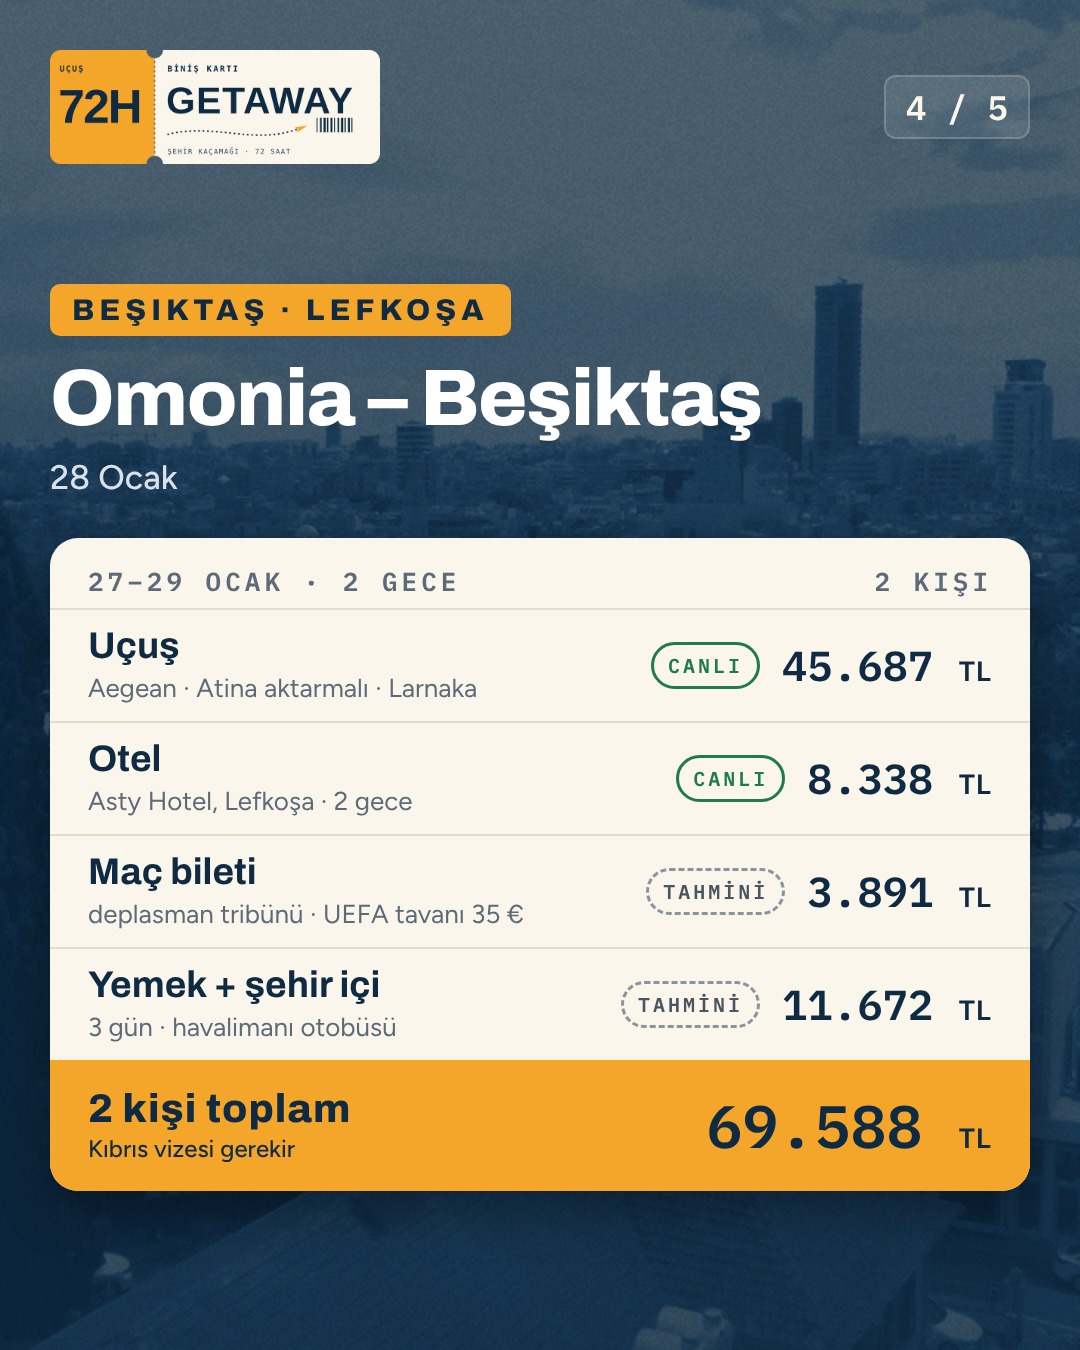 UÇUŞ
72H
BİNİŞ KARTI
GETAWAY
ŞEHİR KAÇAMAĞI · 72 SAAT
4 / 5
BEŞIKTAŞ · LEFKOŞA
Omonia – Beşiktaş
28 Ocak
27–29 OCAK · 2 GECE
2 KIŞI
Uçuş
Aegean · Atina aktarmalı · Larnaka
CANLI
45.687 TL
Otel
Asty Hotel, Lefkoşa · 2 gece
CANLI
8.338 TL
Maç bileti
deplasman tribünü · UEFA tavanı 35 €
TAHMİNİ
3.891 TL
Yemek + şehir içi
3 gün · havalimanı otobüsü
TAHMİNİ
11.672 TL
2 kişi toplam
Kıbrıs vizesi gerekir
69.588 TL